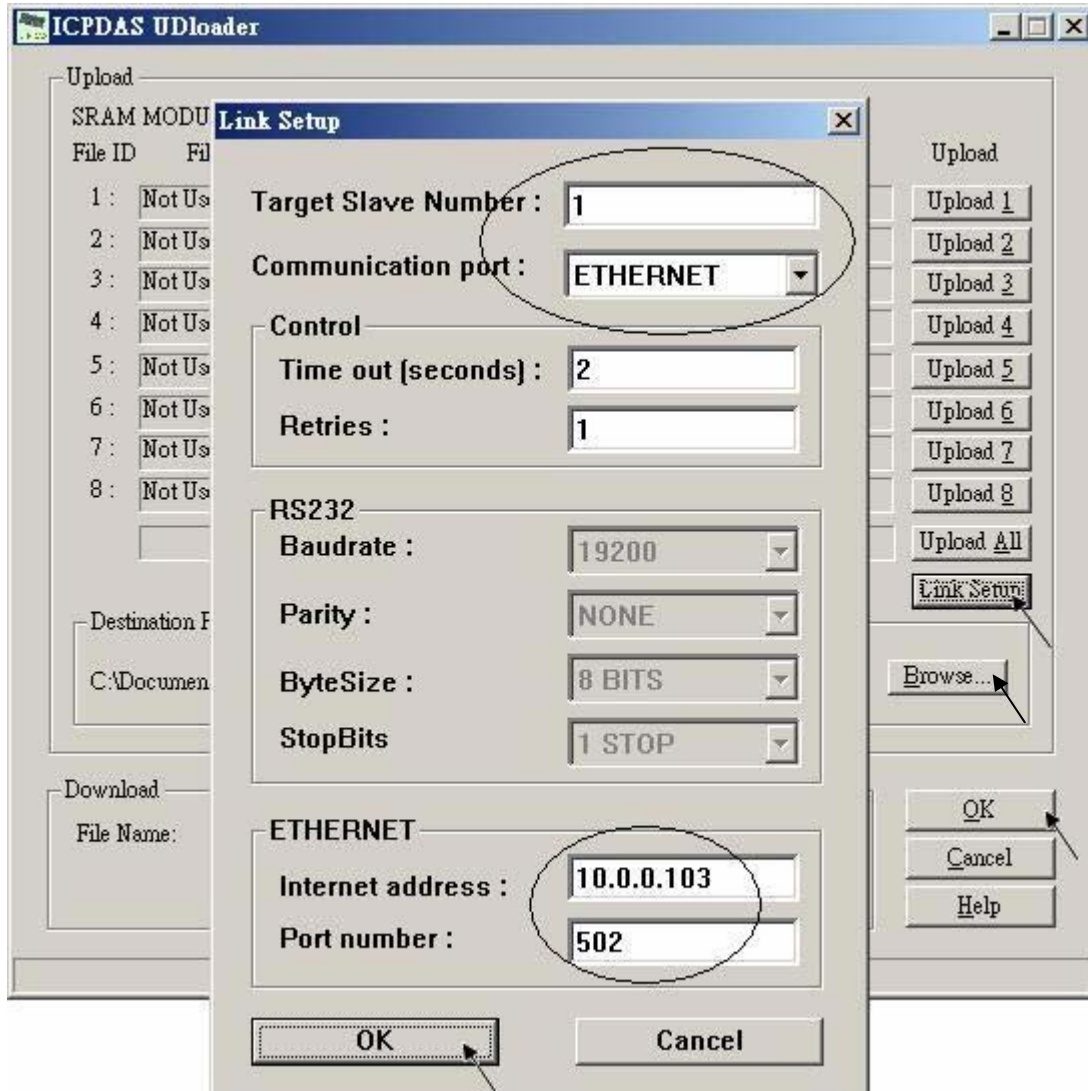 ICPDAS UDloader
Upload
SRAM MODU
File ID Fil
Upload
1 : Not Us
Upload 1
2 : Not Us
Upload 2
3 : Not Us
Upload 3
4 : Not Us
Upload 4
5 : Not Us
Upload 5
6 : Not Us
Upload 6
7 : Not Us
Upload 7
8 : Not Us
Upload 8
Upload All
Link Setup
Destination F
C:\Documen
Browse...
Download
File Name:
OK
Cancel
Help
Link Setup
Target Slave Number : 1
Communication port : ETHERNET
Control
Time out (seconds) : 2
Retries : 1
RS232
Baudrate : 19200
Parity : NONE
ByteSize : 8 BITS
StopBits 1 STOP
ETHERNET
Internet address : 10.0.0.103
Port number : 502
OK Cancel